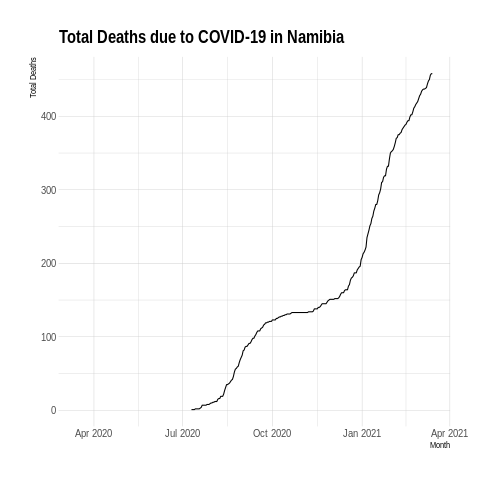 Total Deaths due to COVID-19 in Namibia
Total Deaths
400
300
200
100
0
Apr 2020 Jul 2020 Oct 2020 Jan 2021 Apr 2021
Month